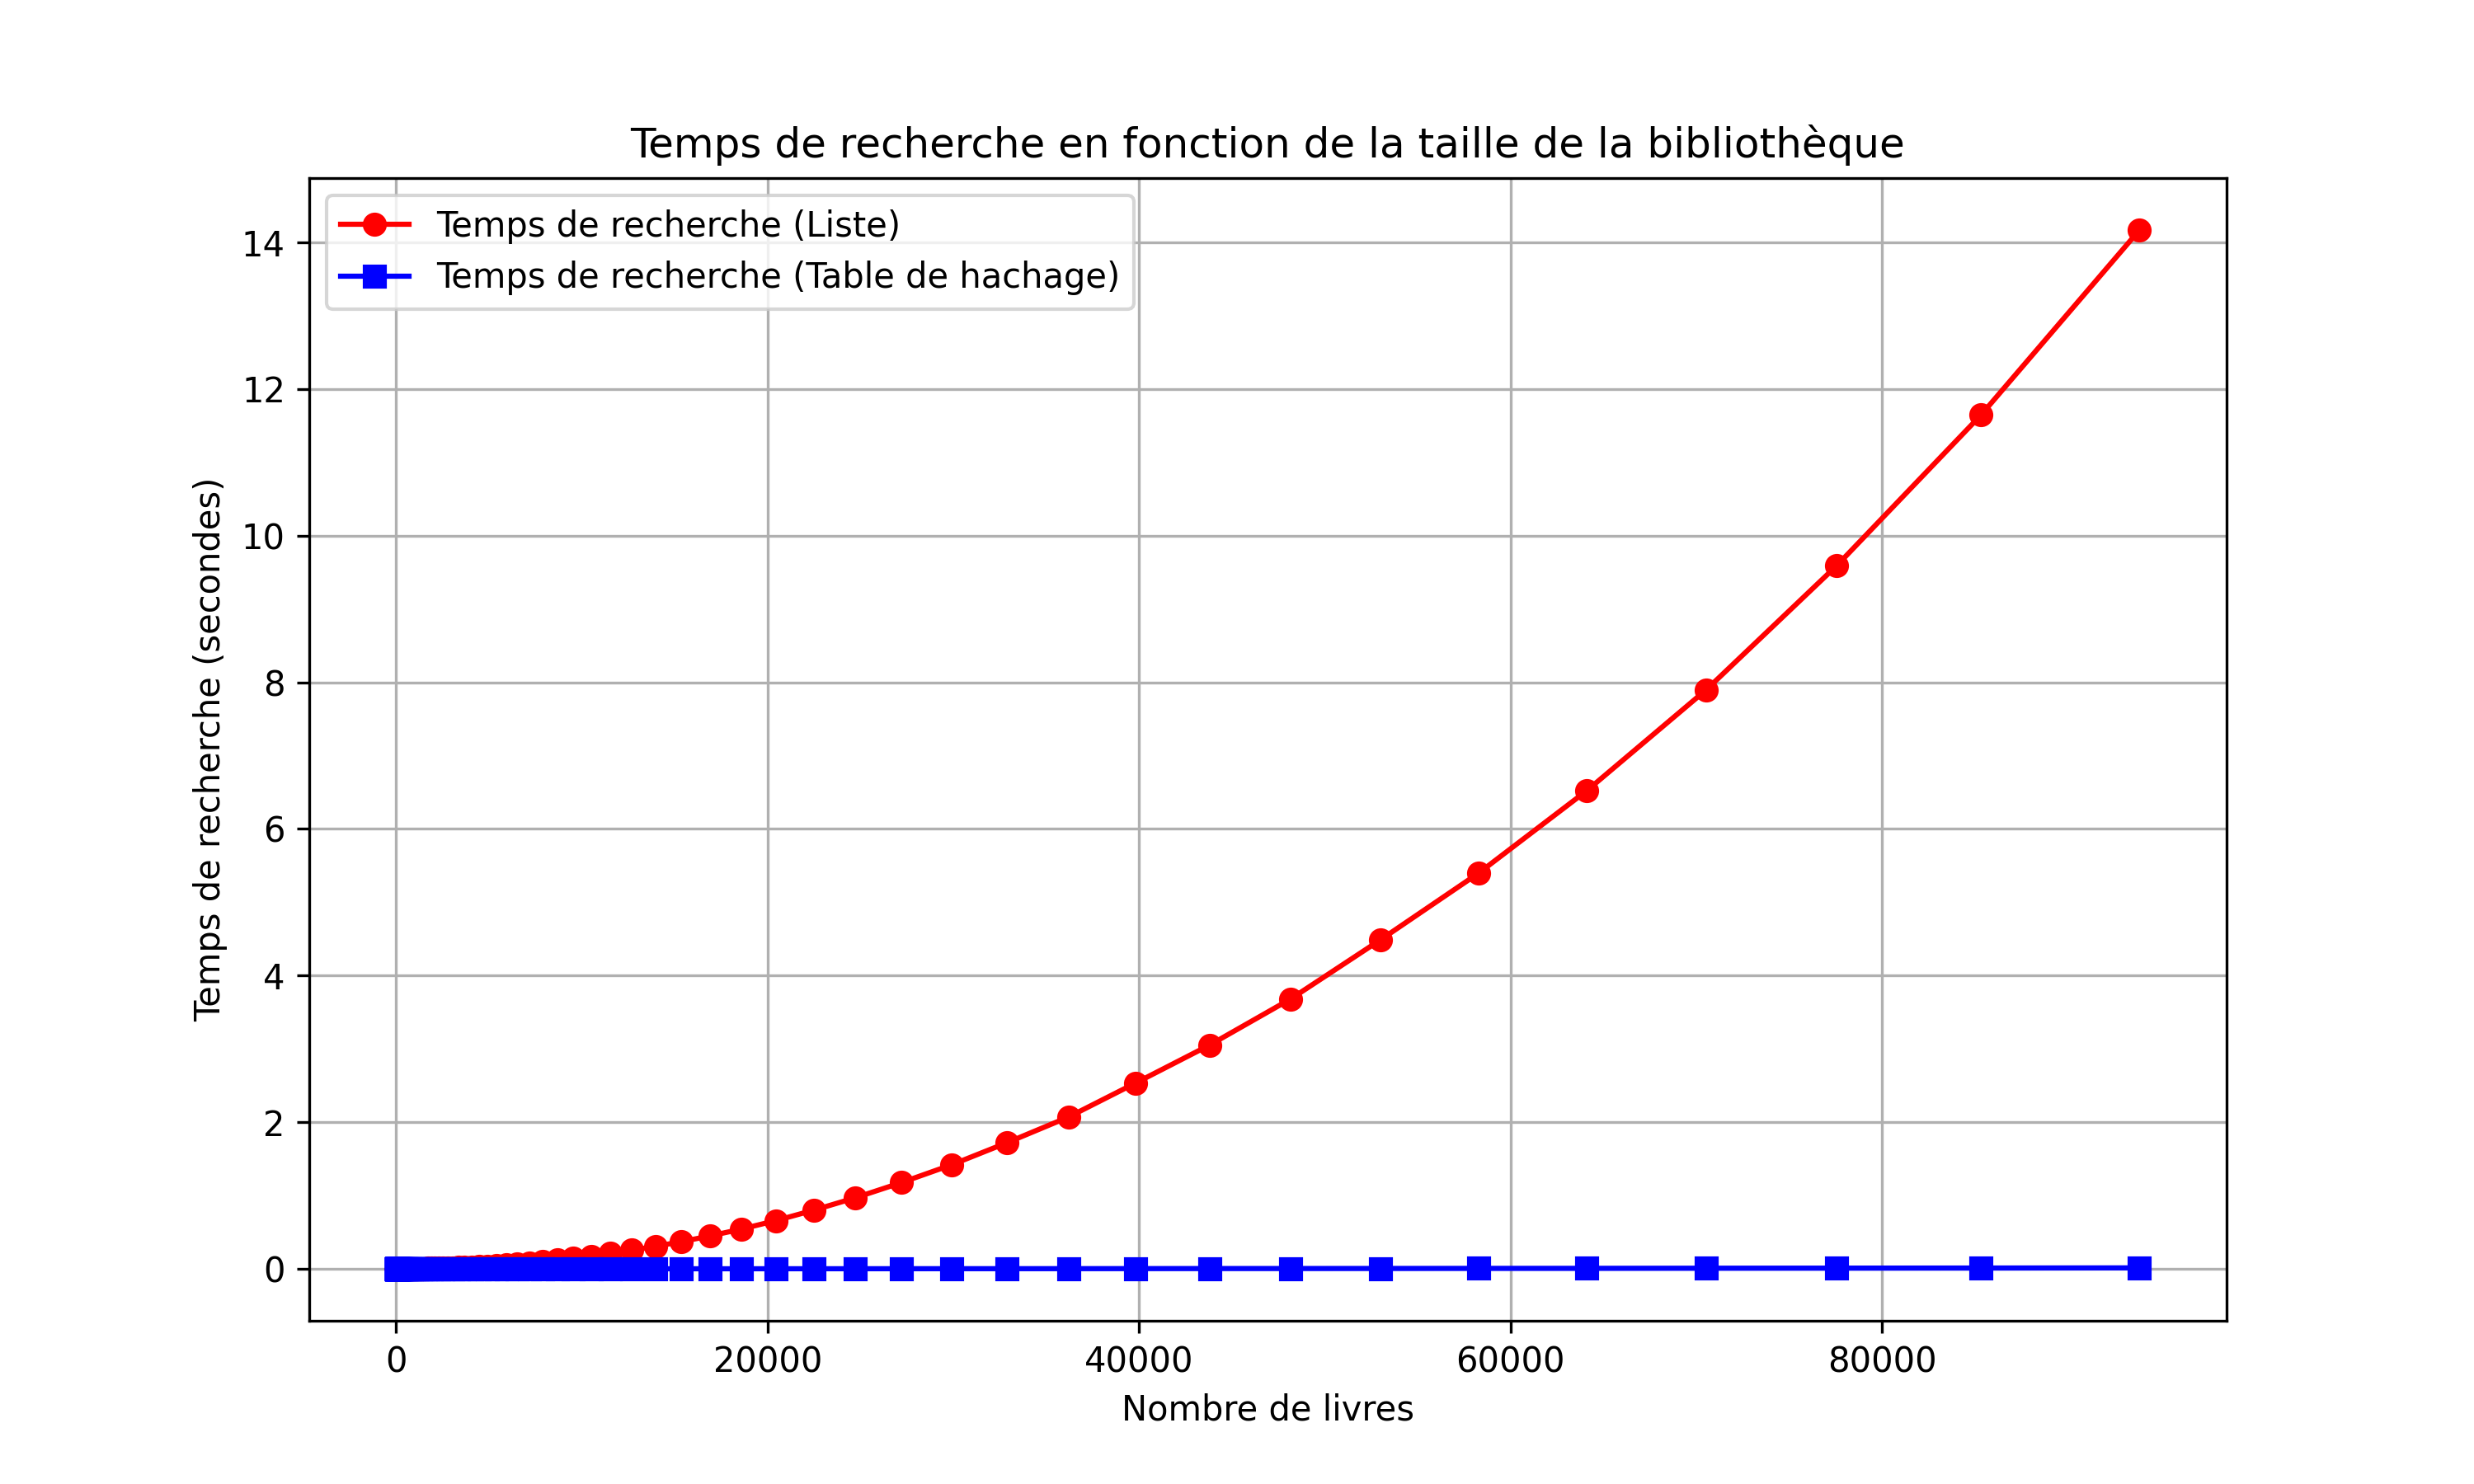 Temps de recherche en fonction de la taille de la bibliothèque
Temps de recherche (Liste)
Temps de recherche (Table de hachage)
Temps de recherche (secondes)
14
12
10
8
6
4
2
0
0 20000 40000 60000 80000
Nombre de livres